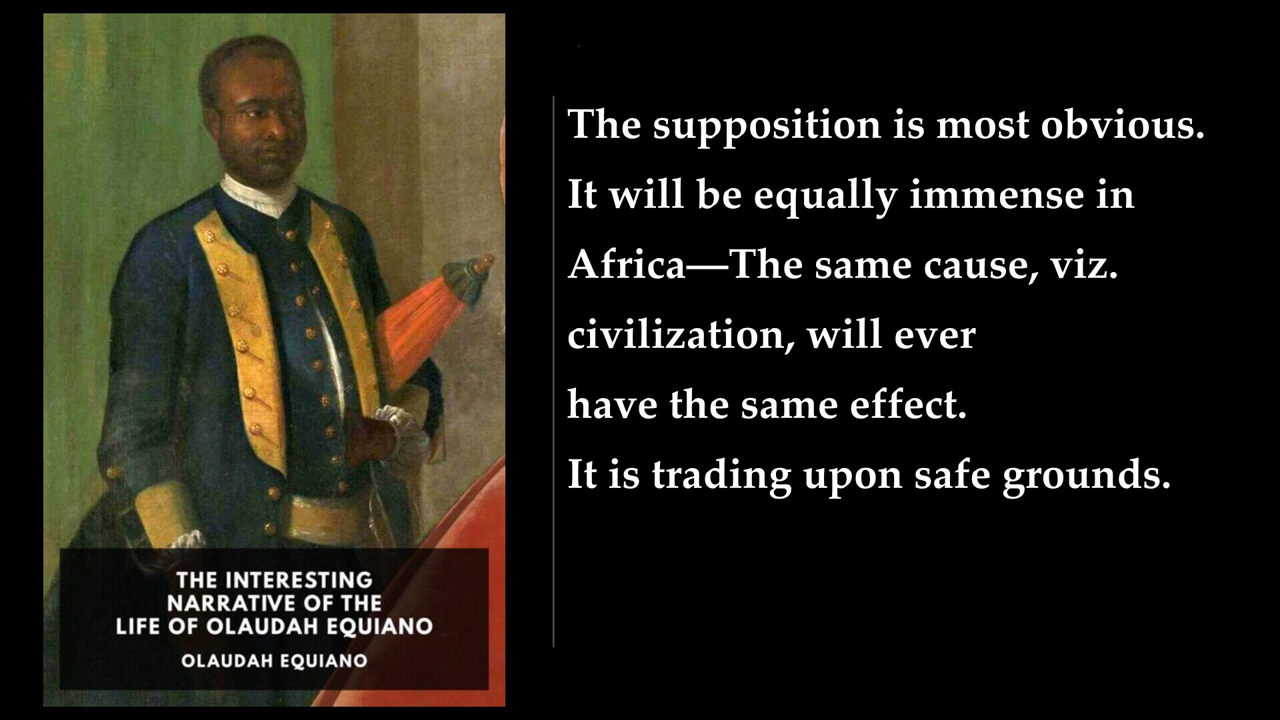 The supposition is most obvious.
It will be equally immense in
Africa—The same cause, viz.
civilization, will ever
have the same effect.
It is trading upon safe grounds.
THE INTERESTING
NARRATIVE OF THE
LIFE OF OLAUDAH EQUIANO
OLAUDAH EQUIANO